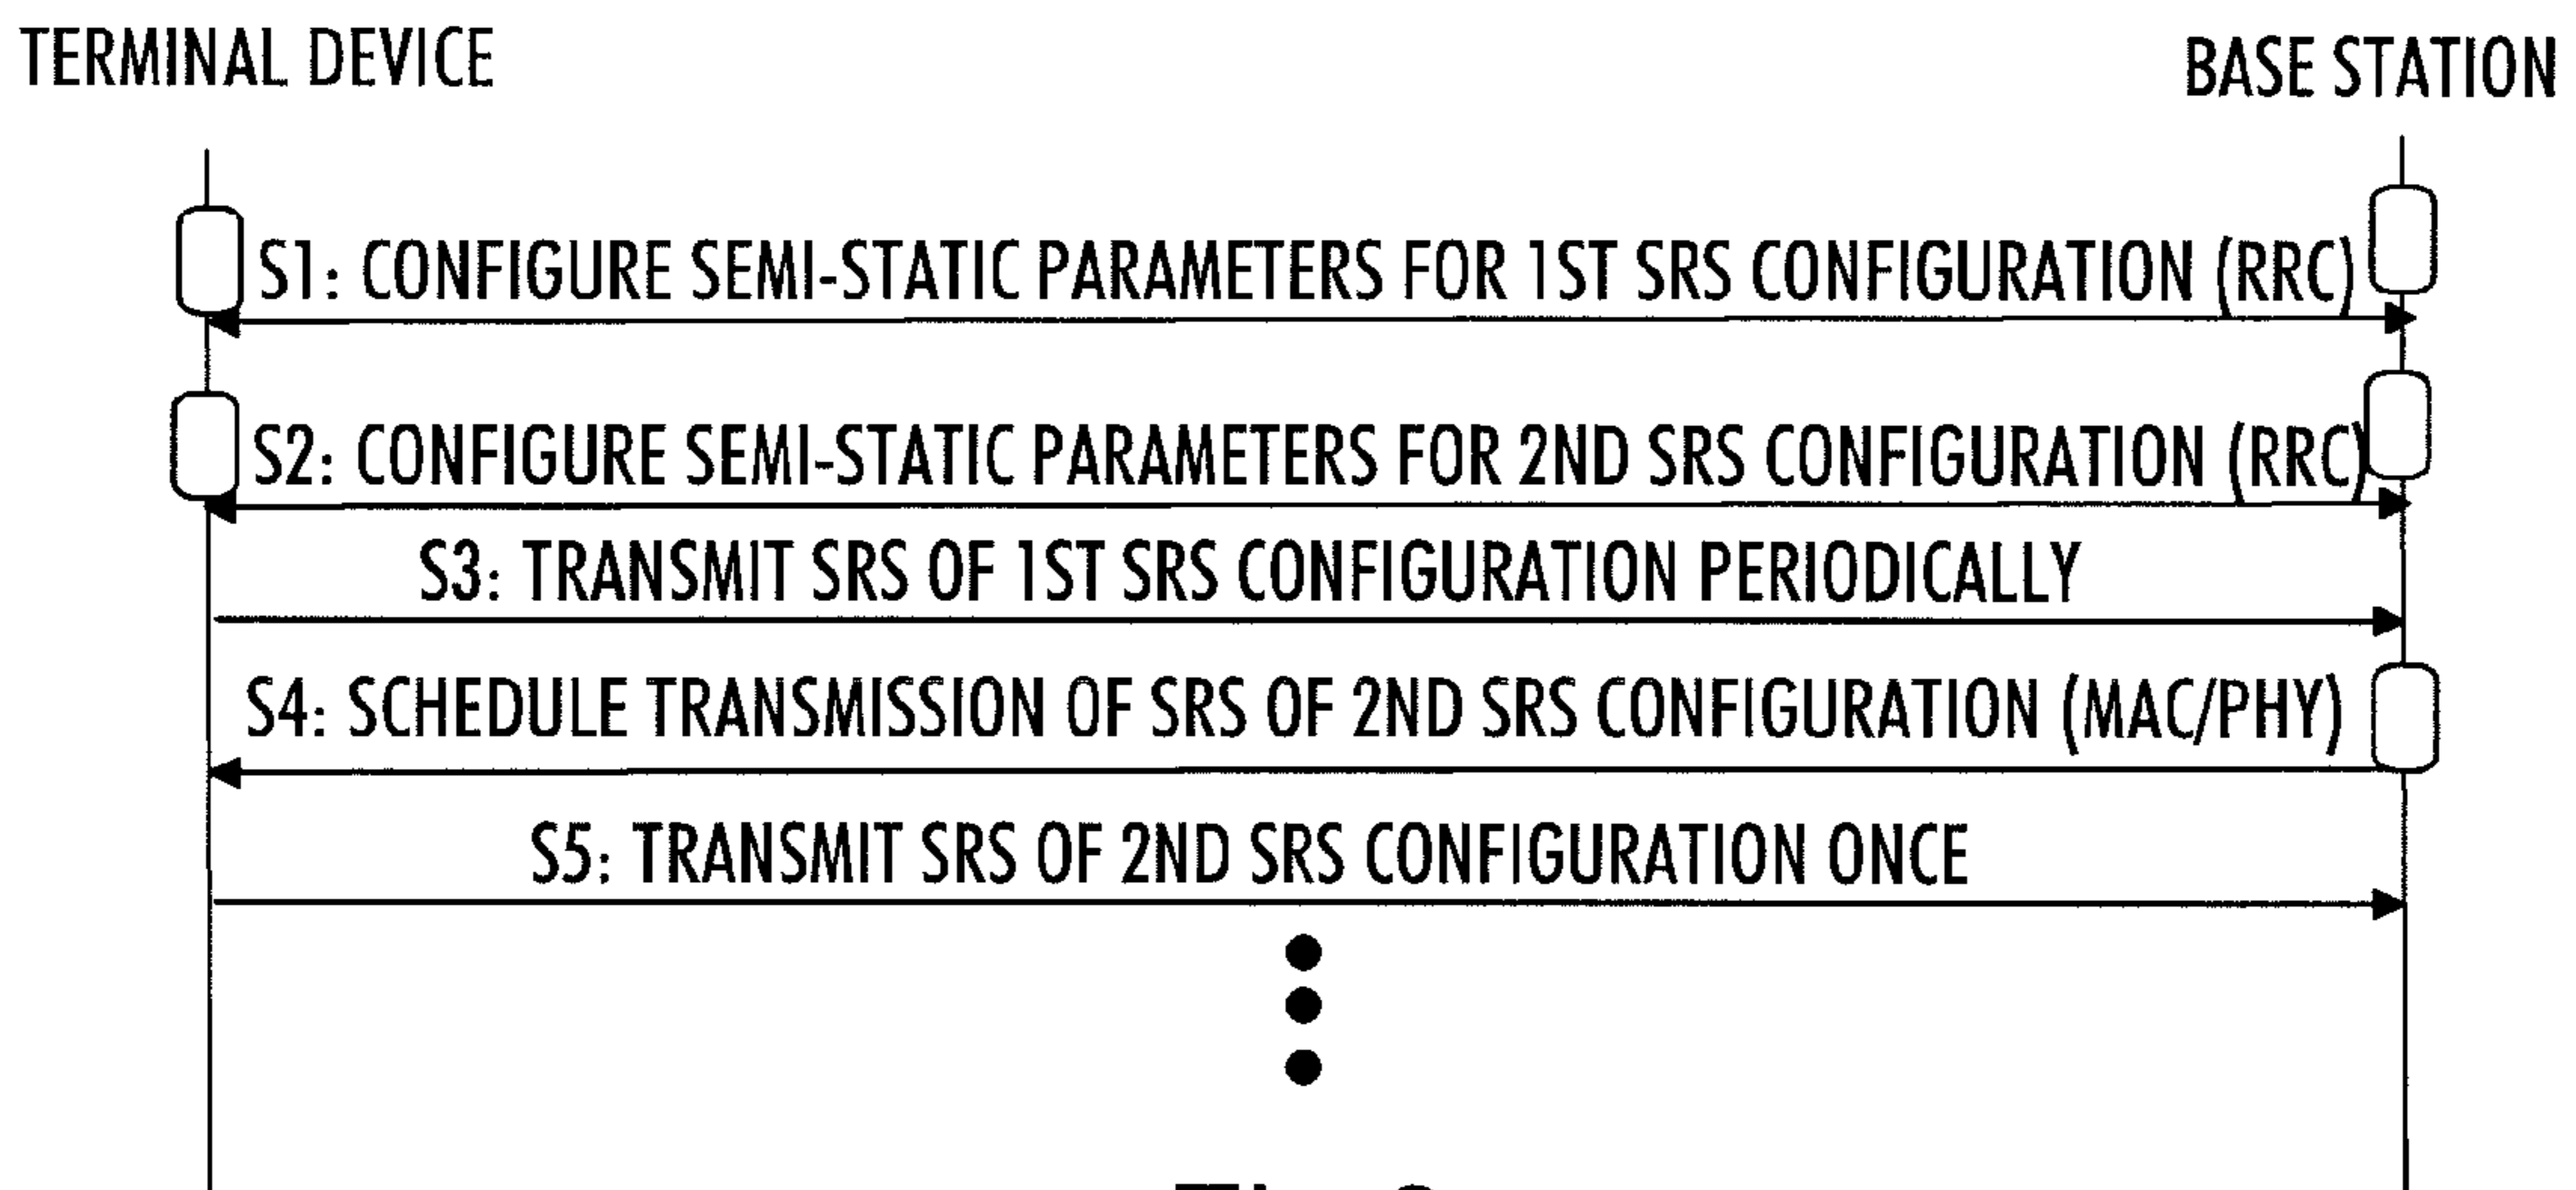 TERMINAL DEVICE
BASE STATION
S1: CONFIGURE SEMI-STATIC PARAMETERS FOR 1ST SRS CONFIGURATION (RRC)
S2: CONFIGURE SEMI-STATIC PARAMETERS FOR 2ND SRS CONFIGURATION (RRC)
S3: TRANSMIT SRS OF 1ST SRS CONFIGURATION PERIODICALLY
S4: SCHEDULE TRANSMISSION OF SRS OF 2ND SRS CONFIGURATION (MAC/PHY)
S5: TRANSMIT SRS OF 2ND SRS CONFIGURATION ONCE